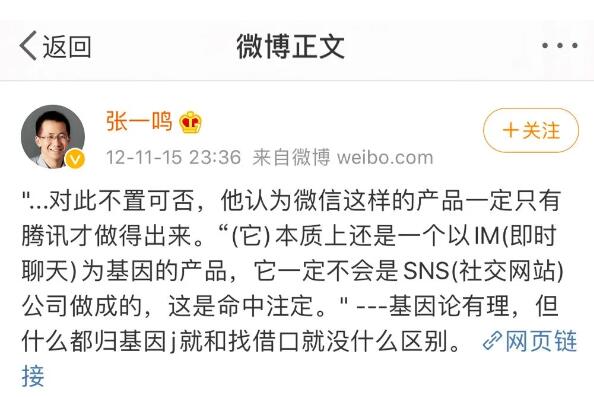 返回 微博正文 ...
张一鸣 +关注
12-11-15 23:36 来自微博 weibo.com
"...对此不置可否，他认为微信这样的产品一定只有
腾讯才做得出来。“(它)本质上还是一个以IM(即时
聊天)为基因的产品，它一定不会是SNS(社交网站)
公司做成的，这是命中注定。" ---基因论有理，但
什么都归基因j就和找借口就没什么区别。 网页链
接